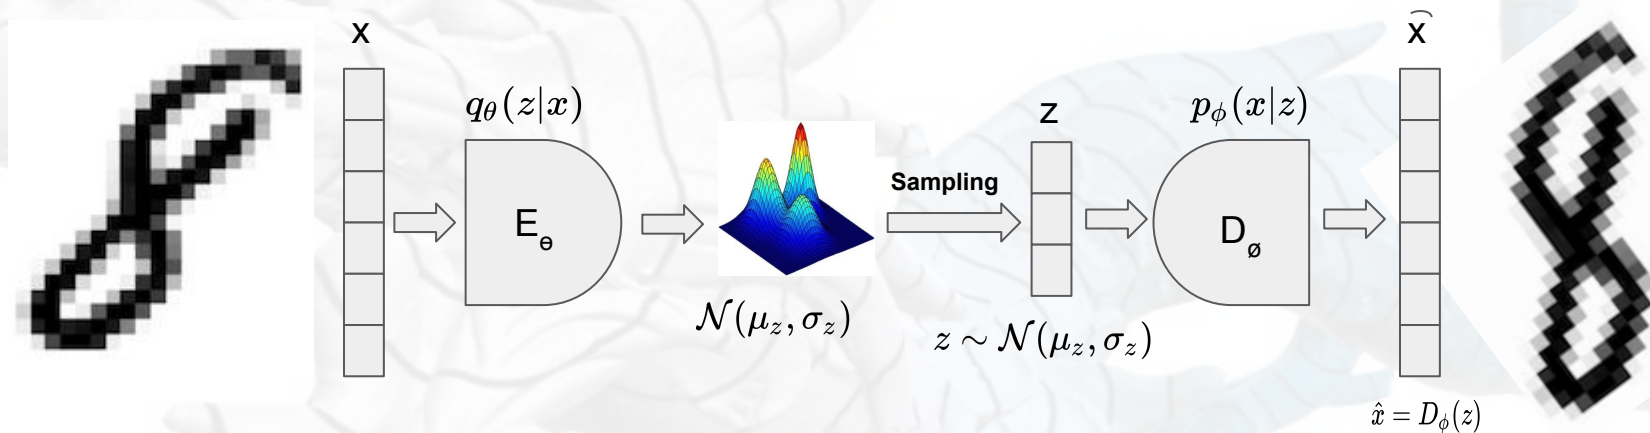 x
q_θ(z|x)
E_θ
N(μ_z, σ_z)
Sampling
z ∼ N(μ_z, σ_z)
z
p_ϕ(x|z)
D_ø
x̂
x̂ = D_ϕ(z)